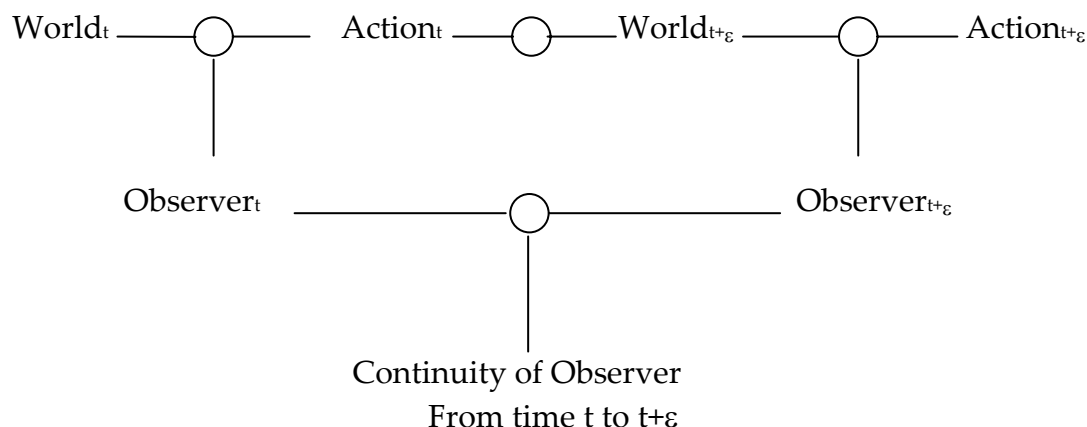 Worldt Actiont Worldt+ε Actiont+ε
Observert Observert+ε
Continuity of Observer
From time t to t+ε